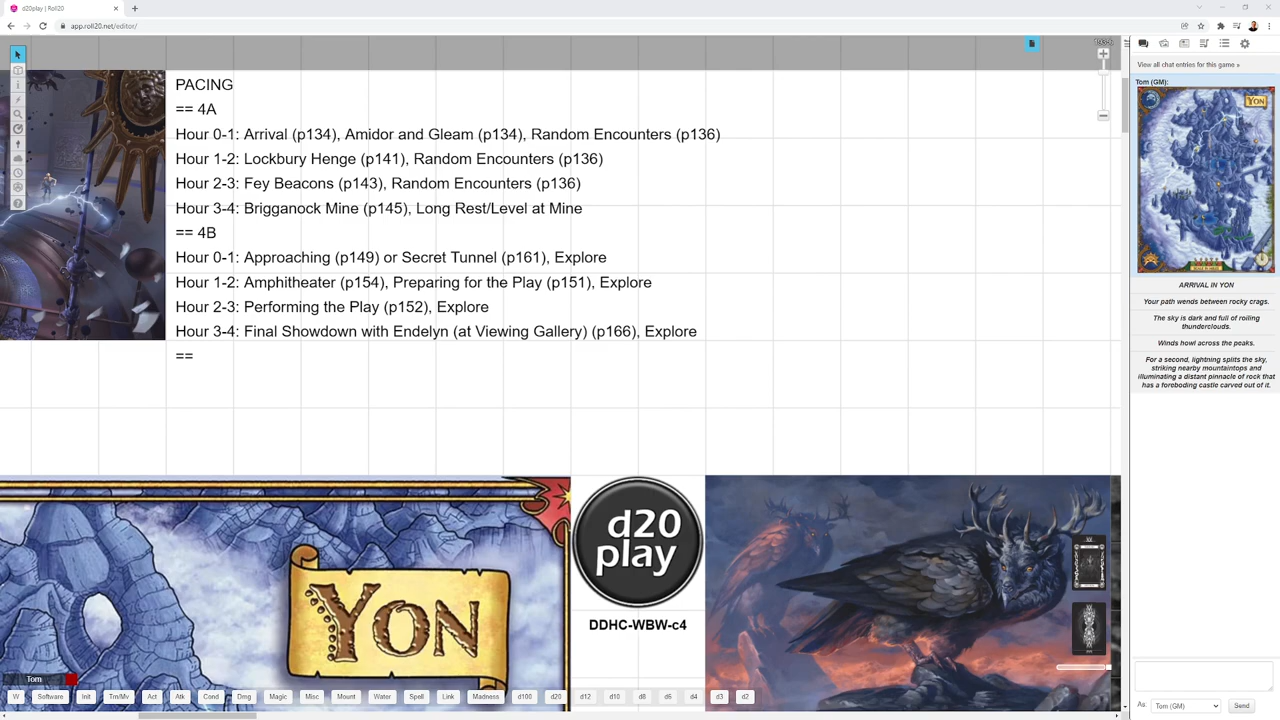 d20play | Roll20
app.roll20.net/editor/
PACING
== 4A
Hour 0-1: Arrival (p134), Amidor and Gleam (p134), Random Encounters (p136)
Hour 1-2: Lockbury Henge (p141), Random Encounters (p136)
Hour 2-3: Fey Beacons (p143), Random Encounters (p136)
Hour 3-4: Brigganock Mine (p145), Long Rest/Level at Mine
== 4B
Hour 0-1: Approaching (p149) or Secret Tunnel (p161), Explore
Hour 1-2: Amphitheater (p154), Preparing for the Play (p151), Explore
Hour 2-3: Performing the Play (p152), Explore
Hour 3-4: Final Showdown with Endelyn (at Viewing Gallery) (p166), Explore
==
YON
d20
play
DDHC-WBW-c4
Tom
W Software Init Trn/Mv Act Atk Cond Dmg Magic Misc Mount Water Spell Link Madness d100 d20 d12 d10 d8 d6 d4 d3 d2
View all chat entries for this game »
Tom (GM):
YON
ARRIVAL IN YON
Your path wends between rocky crags.
The sky is dark and full of roiling
thunderclouds.
Winds howl across the peaks.
For a second, lightning splits the sky,
striking nearby mountaintops and
illuminating a distant pinnacle of rock that
has a foreboding castle carved out of it.
As: Tom (GM) Send